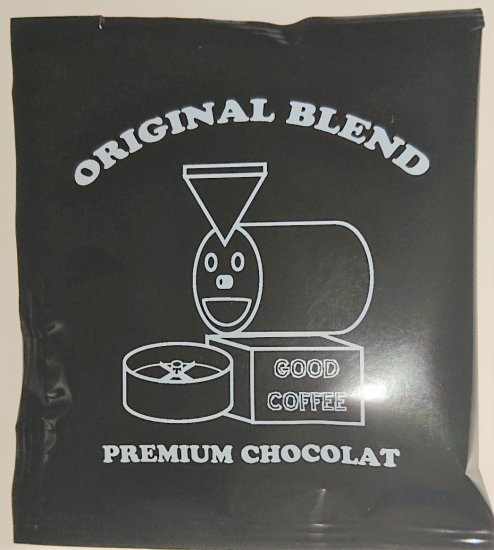 ORIGINAL BLEND
GOOD
COFFEE
PREMIUM CHOCOLAT